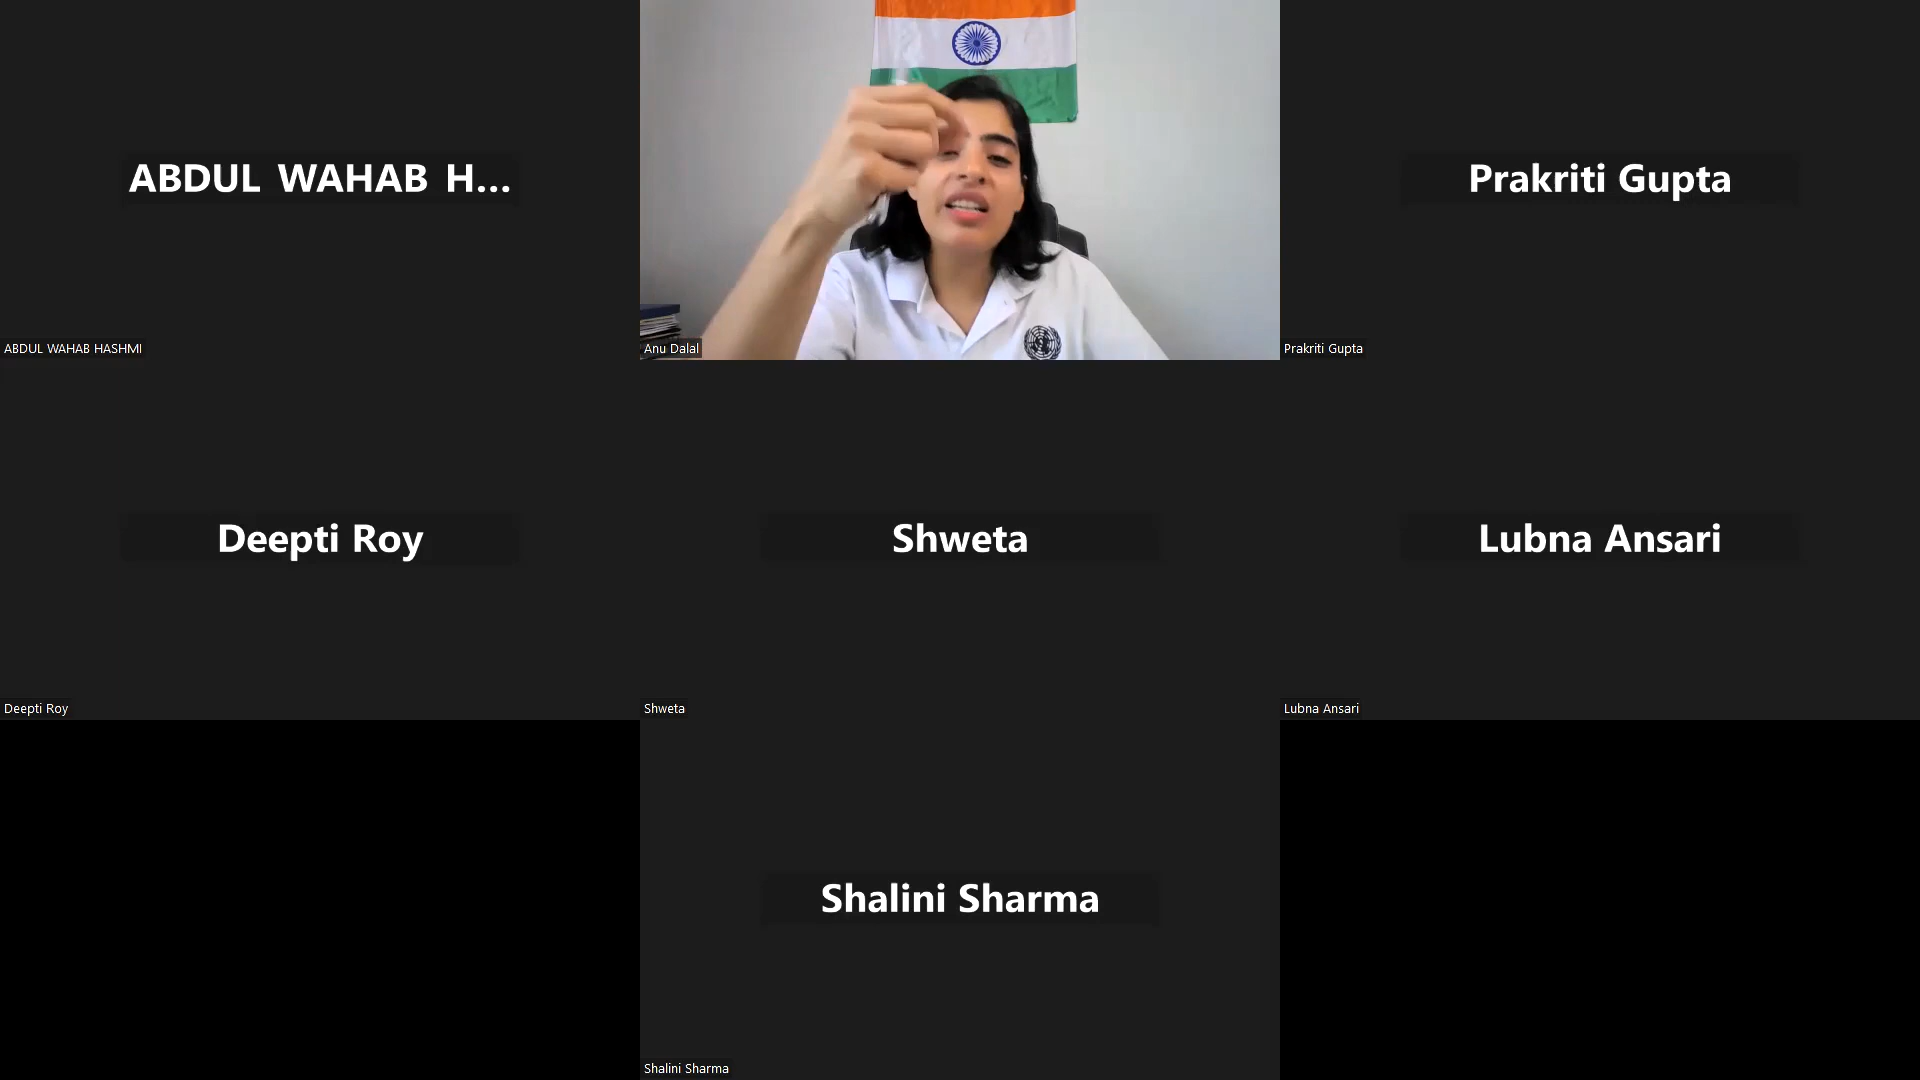 ABDUL WAHAB H...
ABDUL WAHAB HASHMI
Anu Dalal
Prakriti Gupta
Prakriti Gupta
Deepti Roy
Deepti Roy
Shweta
Shweta
Lubna Ansari
Lubna Ansari
Shalini Sharma
Shalini Sharma